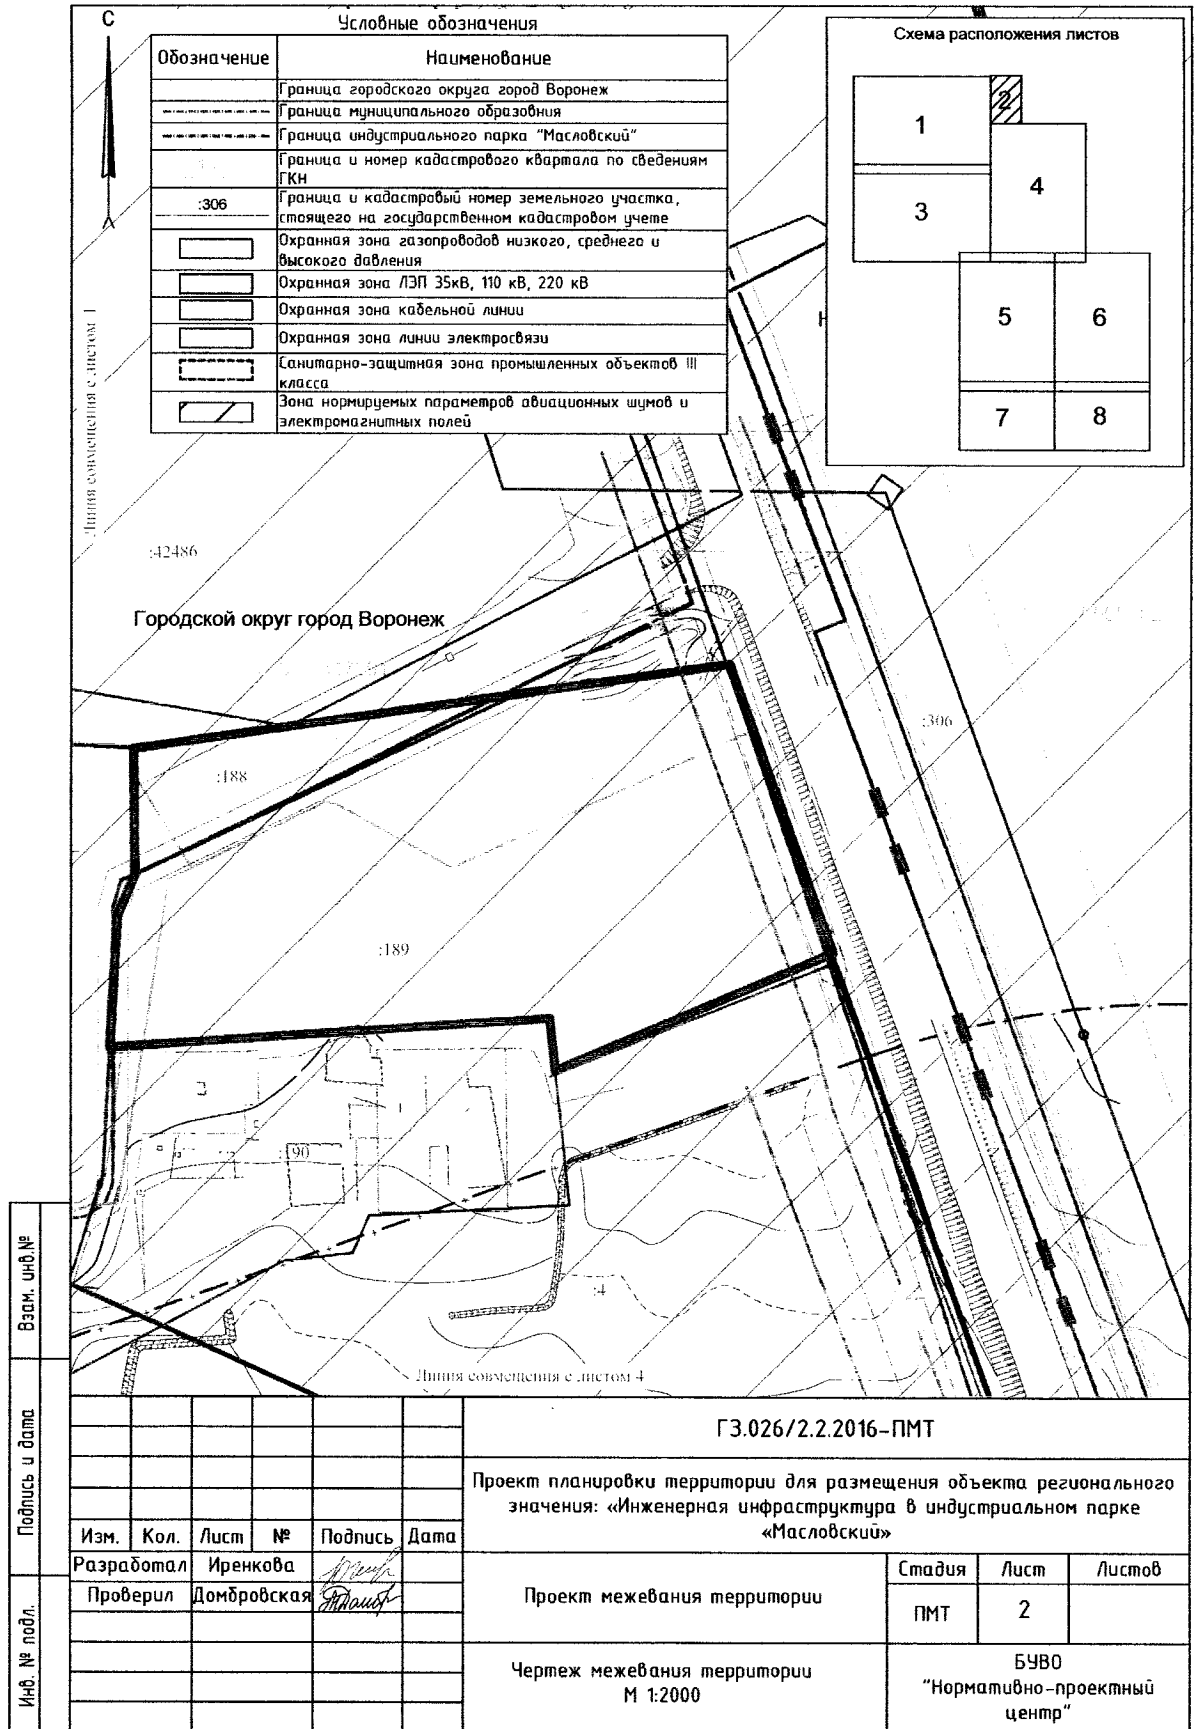 С
Условные обозначения
Обозначение
Наименование
Граница городского округа город Воронеж
Граница муниципального образовния
Граница индустриального парка "Масловский"
Граница и номер кадастрового квартала по сведениям
ГКН
:306
Граница и кадастровый номер земельного участка,
стоящего на государственном кадастровом учете
Охранная зона газопроводов низкого, среднего и
высокого давления
Охранная зона ЛЭП 35кВ, 110 кВ, 220 кВ
Охранная зона кабельной линии
Охранная зона линии электросвязи
Санитарно-защитная зона промышленных объектов III
класса
Зона нормируемых параметров авиационных шумов и
электромагнитных полей
Схема расположения листов
1
2
3
4
5
6
7
8
Линия совмещения с листом 1
:42486
Городской округ город Воронеж
:188
:306
:189
:190
:4
Линия совмещения с листом 4
Взам. инв.№
Подпись и дата
Инв. № подл.
ГЗ.026/2.2.2016-ПМТ
Проект планировки территории для размещения объекта регионального
значения: «Инженерная инфраструктура в индустриальном парке
«Масловский»
Изм.
Кол.
Лист
№
Подпись
Дата
Разработал
Иренкова
Проверил
Домбровская
Проект межевания территории
Стадия
Лист
Листов
ПМТ
2
Чертеж межевания территории
М 1:2000
БУВО
"Нормативно-проектный
центр"